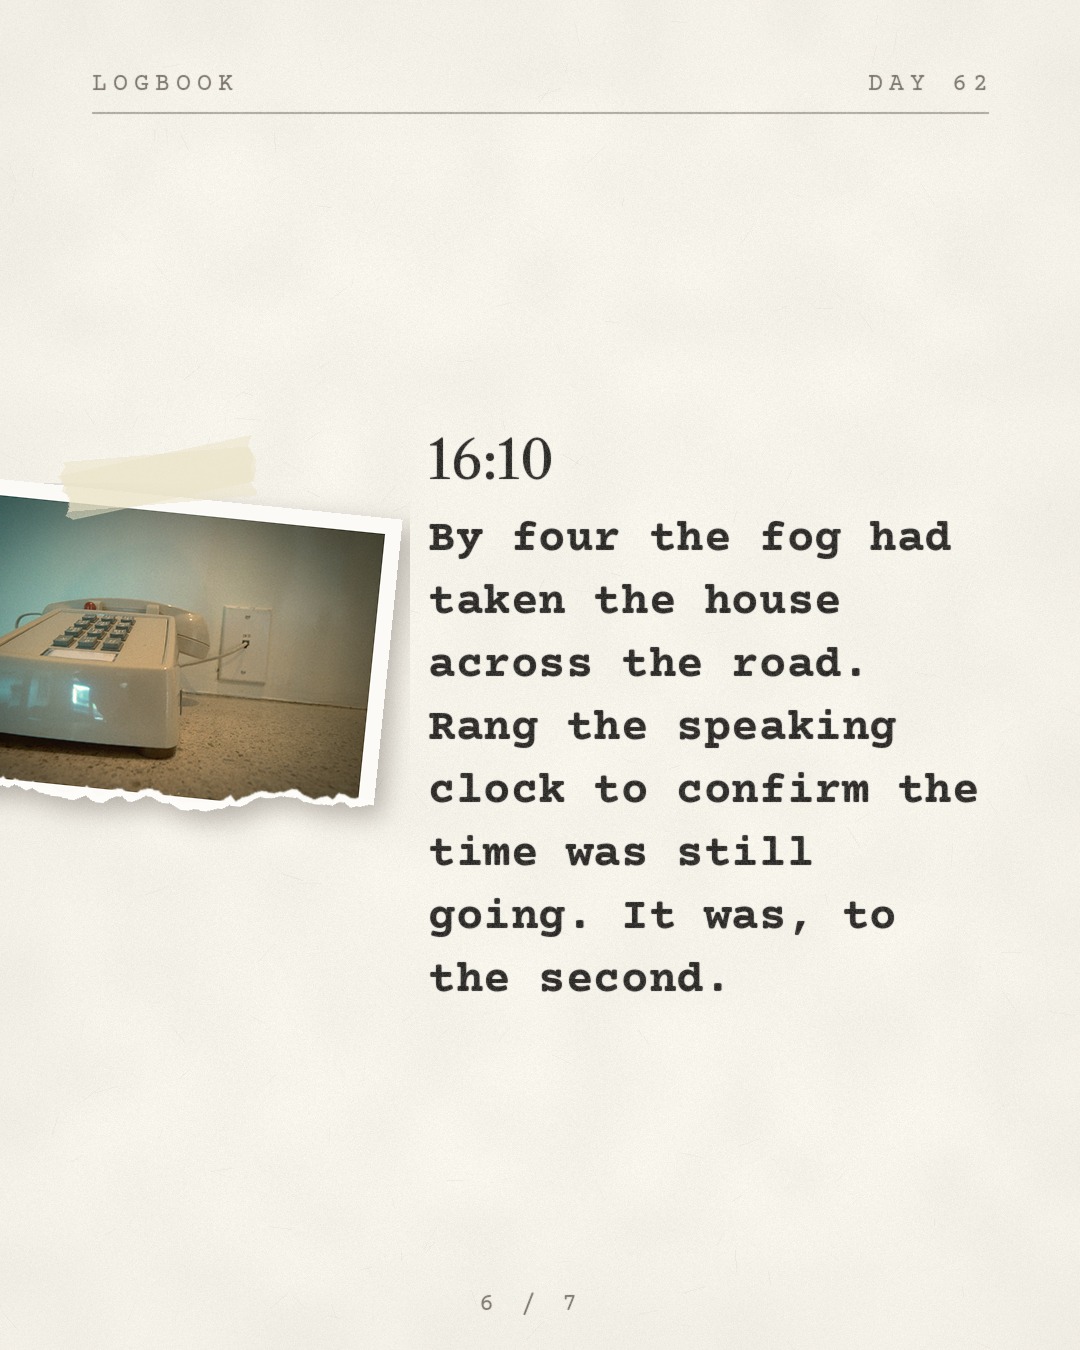 LOGBOOK
DAY 62
16:10
By four the fog had
taken the house
across the road.
Rang the speaking
clock to confirm the
time was still
going. It was, to
the second.
6 / 7